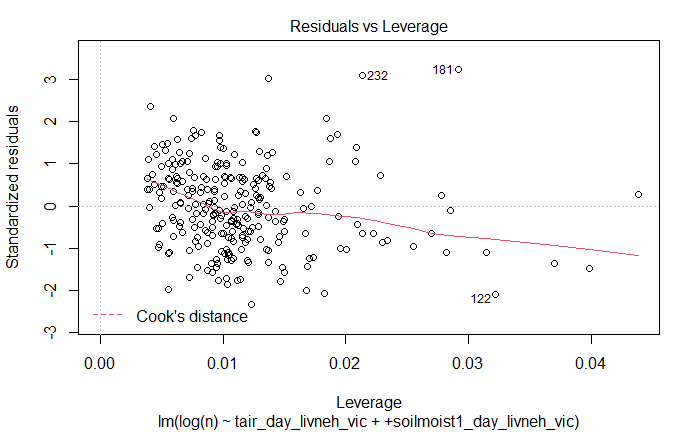 Residuals vs Leverage
Standardized residuals
3
2
1
0
-1
-2
-3
232
181
122
Cook's distance
0.00 0.01 0.02 0.03 0.04
Leverage
lm(log(n) ~ tair_day_livneh_vic + +soilmoist1_day_livneh_vic)